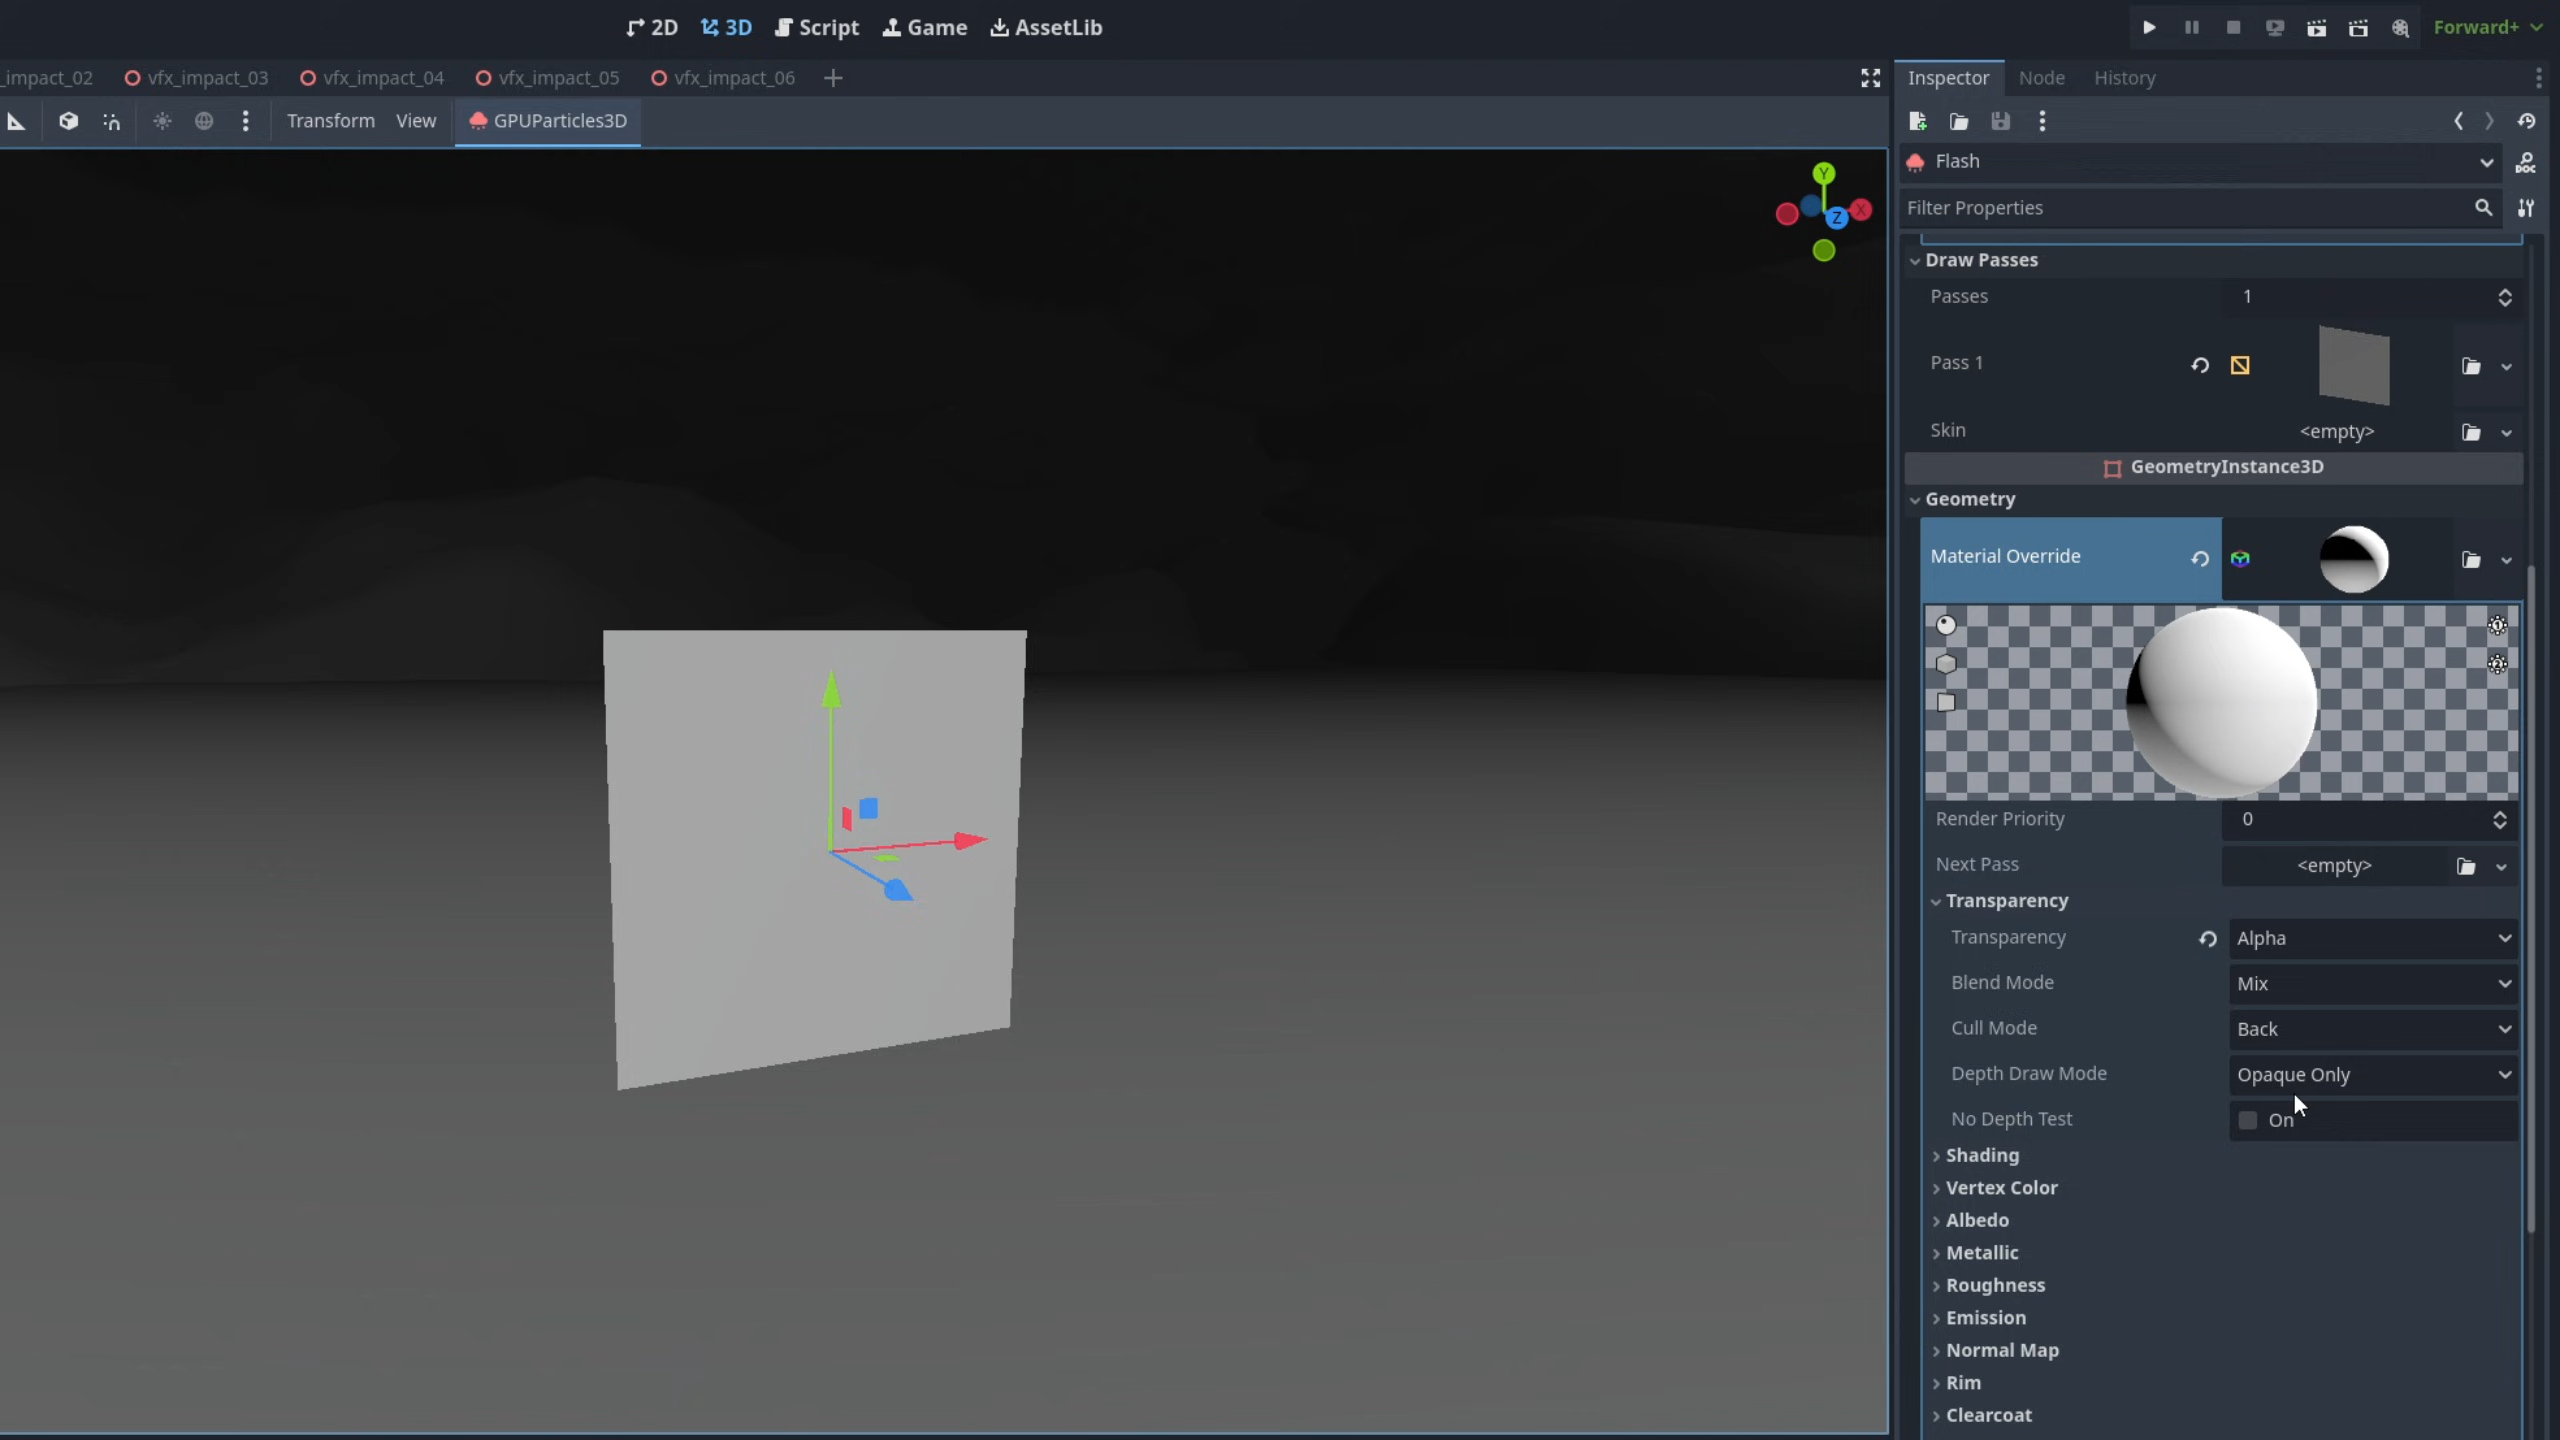 2D 3D Script Game AssetLib Forward+
_impact_02 vfx_impact_03 vfx_impact_04 vfx_impact_05 vfx_impact_06
Transform View GPUParticles3D
Y
X
Z
Inspector Node History
Flash
DOC
Filter Properties
Draw Passes
Passes 1
Pass 1
Skin <empty>
GeometryInstance3D
Geometry
Material Override
1
2
Render Priority 0
Next Pass <empty>
Transparency
Transparency Alpha
Blend Mode Mix
Cull Mode Back
Depth Draw Mode Opaque Only
No Depth Test On
Shading
Vertex Color
Albedo
Metallic
Roughness
Emission
Normal Map
Rim
Clearcoat